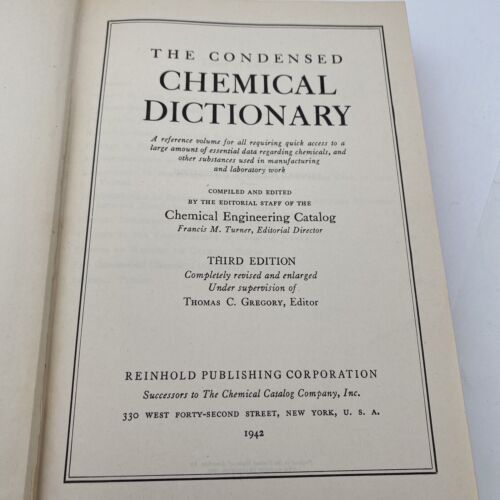 THE CONDENSED
CHEMICAL
DICTIONARY
A reference volume for all requiring quick access to a
large amount of essential data regarding chemicals, and
other substances used in manufacturing
and laboratory work
COMPILED AND EDITED
BY THE EDITORIAL STAFF OF THE
Chemical Engineering Catalog
Francis M. Turner, Editorial Director
THIRD EDITION
Completely revised and enlarged
Under supervision of
THOMAS C. GREGORY, Editor
REINHOLD PUBLISHING CORPORATION
Successors to The Chemical Catalog Company, Inc.
330 WEST FORTY-SECOND STREET, NEW YORK, U. S. A.
1942